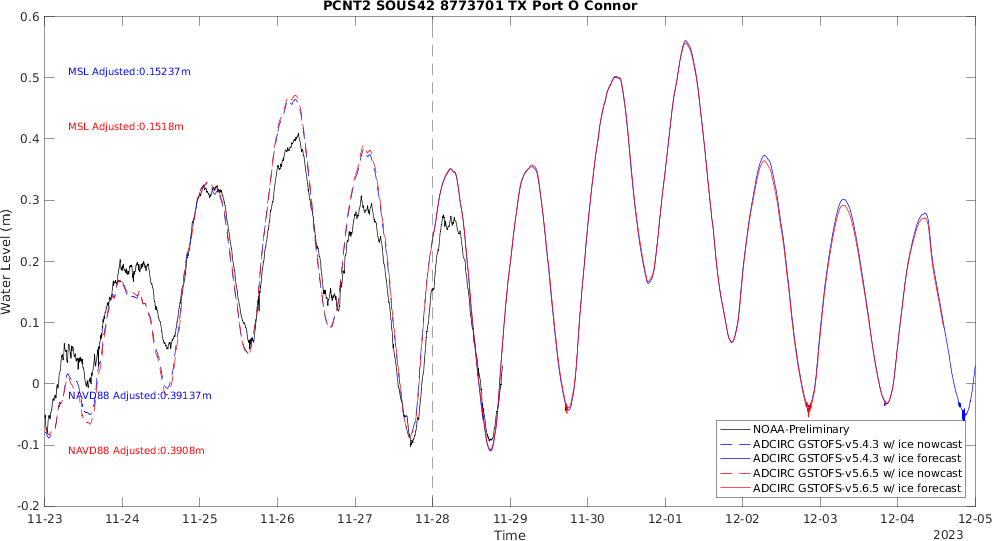 PCNT2 SOUS42 8773701 TX Port O Connor
0.6
0.5
0.4
0.3
0.2
0.1
0
-0.1
-0.2
Water Level (m)
MSL Adjusted:0.15237m
MSL Adjusted:0.1518m
NAVD88 Adjusted:0.39137m
NAVD88 Adjusted:0.3908m
NOAA-Preliminary
ADCIRC GSTOFS-v5.4.3 w/ ice nowcast
ADCIRC GSTOFS-v5.4.3 w/ ice forecast
ADCIRC GSTOFS-v5.6.5 w/ ice nowcast
ADCIRC GSTOFS-v5.6.5 w/ ice forecast
11-23 11-24 11-25 11-26 11-27 11-28 11-29 11-30 12-01 12-02 12-03 12-04 12-05
Time
2023